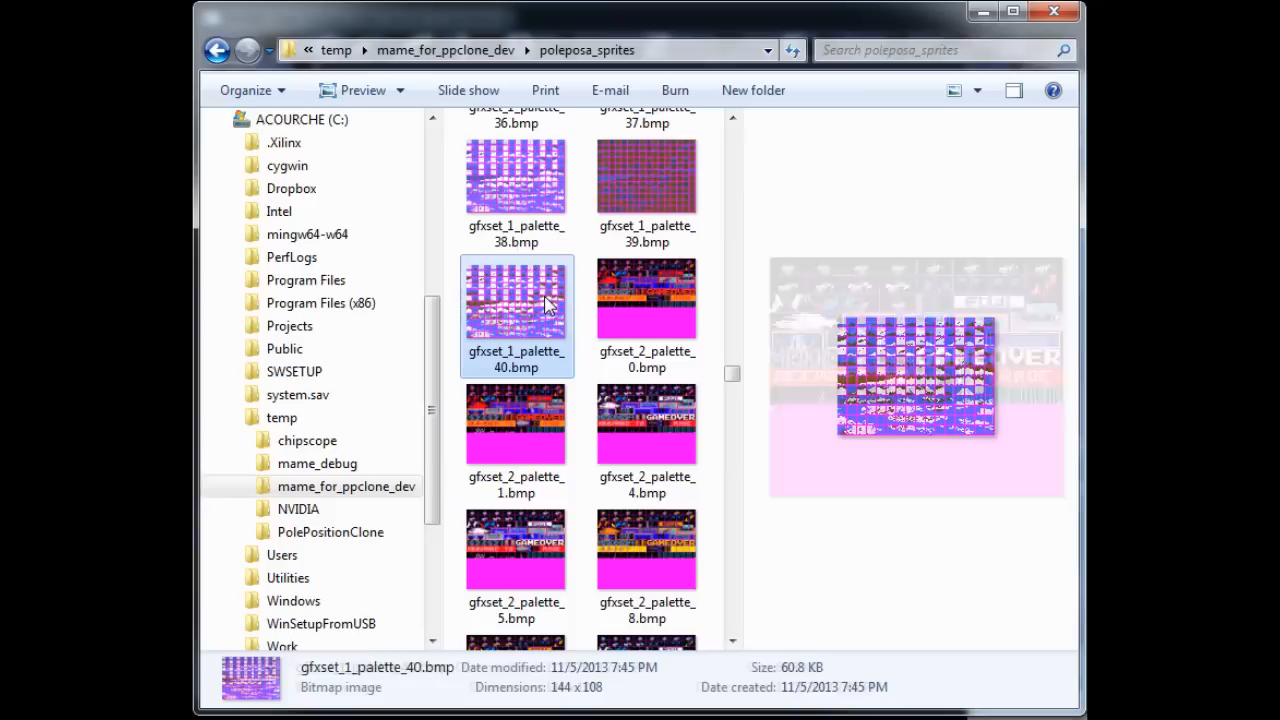 « temp mame_for_ppclone_dev poleposa_sprites Search poleposa_sprites
Organize Preview Slide show Print E-mail Burn New folder
ACOURCHE (C:)
.Xilinx
cygwin
Dropbox
Intel
mingw64-w64
PerfLogs
Program Files
Program Files (x86)
Projects
Public
SWSETUP
system.sav
temp
chipscope
mame_debug
mame_for_ppclone_dev
NVIDIA
PolePositionClone
Users
Utilities
Windows
WinSetupFromUSB
Work
gfxset_1_palette_
36.bmp
gfxset_1_palette_
37.bmp
gfxset_1_palette_
38.bmp
gfxset_1_palette_
39.bmp
gfxset_1_palette_
40.bmp
gfxset_2_palette_
0.bmp
gfxset_2_palette_
1.bmp
GAMEOVER
gfxset_2_palette_
4.bmp
GAMEOVER
gfxset_2_palette_
5.bmp
GAMEOVER
gfxset_2_palette_
8.bmp
gfxset_1_palette_40.bmp Date modified: 11/5/2013 7:45 PM Size: 60.8 KB
Bitmap image Dimensions: 144 x 108 Date created: 11/5/2013 7:45 PM